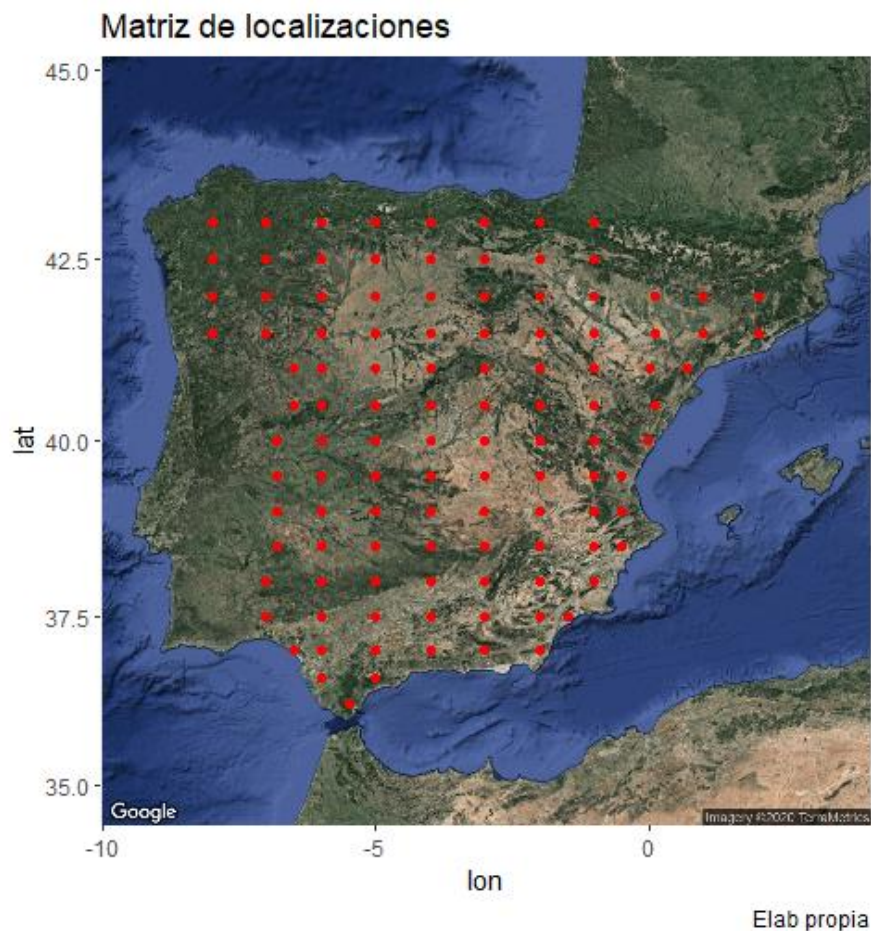 Matriz de localizaciones
45.0
42.5
lat
40.0
37.5
35.0
Google
Imagery ©2020 TerraMetrics
-10
-5
0
lon
Elab propia